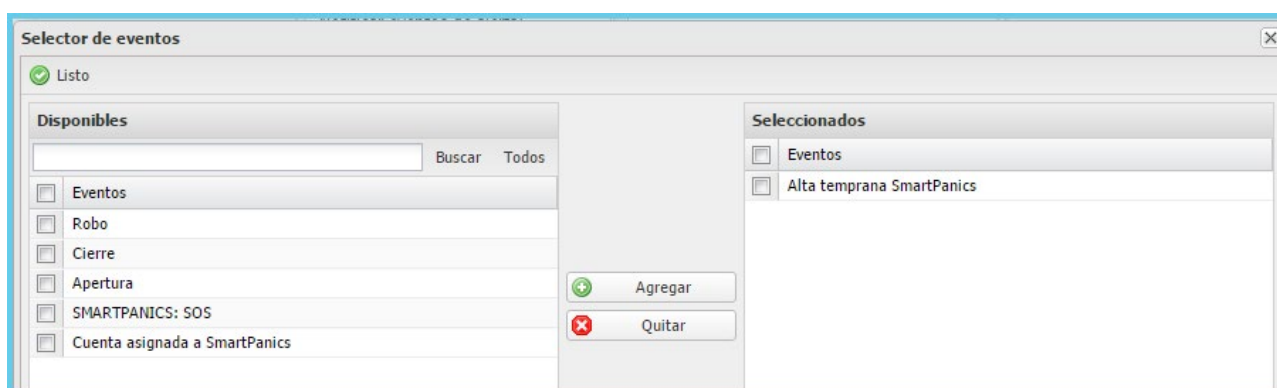 Selector de eventos
Listo
Disponibles
Buscar Todos
Eventos
Robo
Cierre
Apertura
SMARTPANICS: SOS
Cuenta asignada a SmartPanics
Agregar
Quitar
Seleccionados
Eventos
Alta temprana SmartPanics